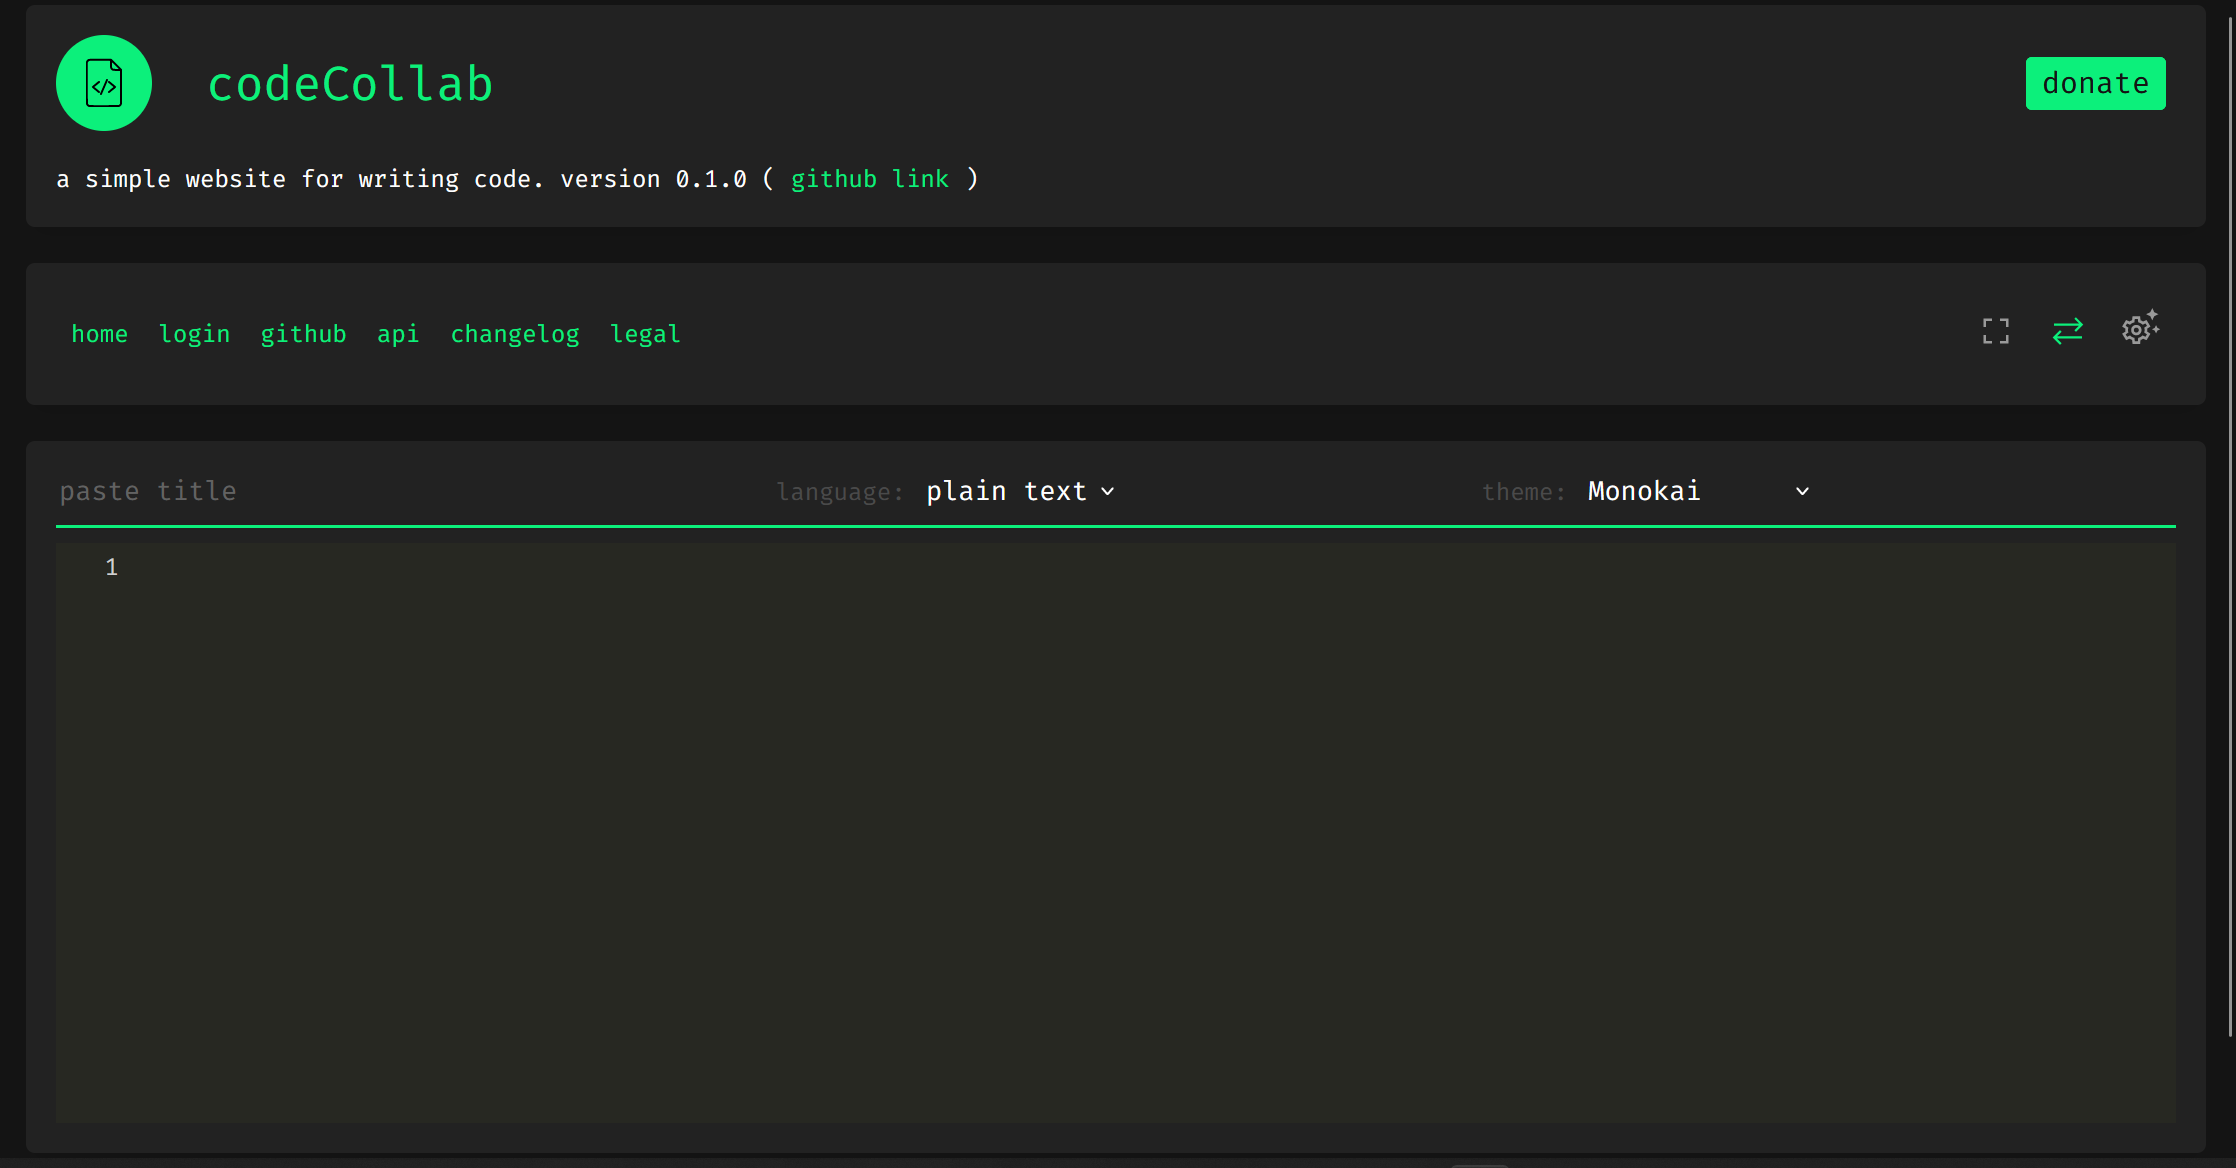 </>
codeCollab
donate
a simple website for writing code. version 0.1.0 ( github link )
home login github api changelog legal
paste title language: plain text theme: Monokai
1